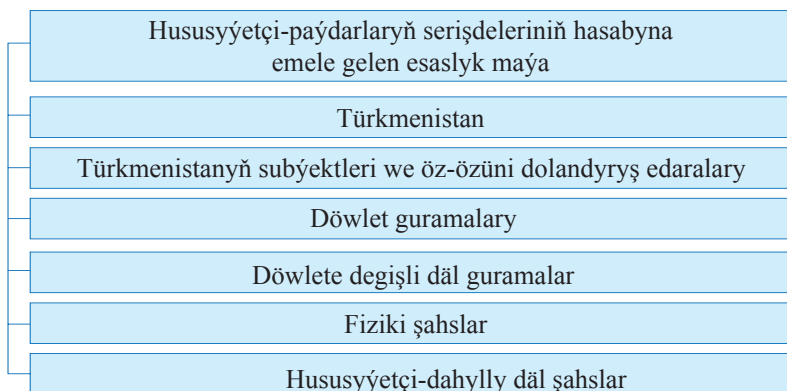 Hususyýetçi-paýdarlaryň serişdeleriniň hasabyna
emele gelen esaslyk maýa
Türkmenistan
Türkmenistanyň subýektleri we öz-özüni dolandyryş edaralary
Döwlet guramalary
Döwlete degişli däl guramalar
Fiziki şahslar
Hususyýetçi-dahylly däl şahslar